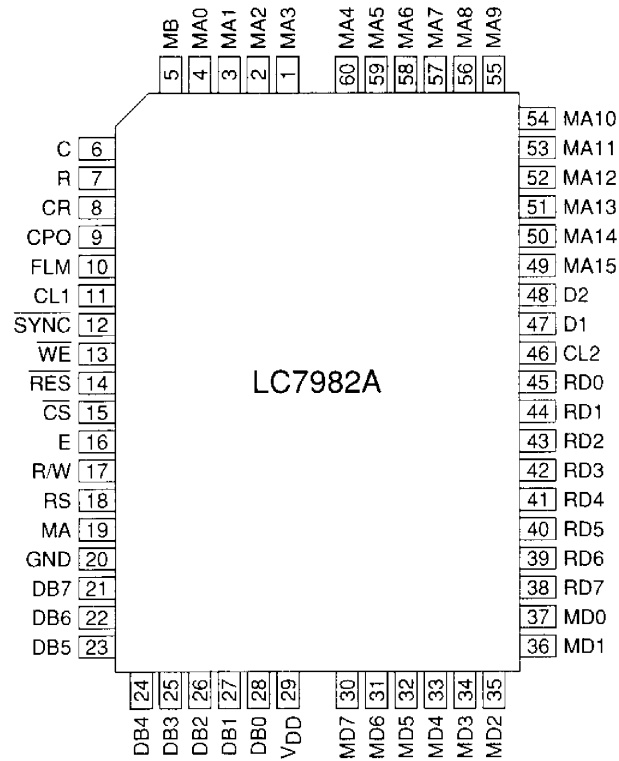 MB MA0 MA1 MA2 MA3 MA4 MA5 MA6 MA7 MA8 MA9
5 4 3 2 1 60 59 58 57 56 55
54 MA10
C 6 53 MA11
R 7 52 MA12
CR 8 51 MA13
CPO 9 50 MA14
FLM 10 49 MA15
CL1 11 48 D2
SYNC 12 47 D1
WE 13 46 CL2
RES 14 45 RD0
LC7982A
CS 15 44 RD1
E 16 43 RD2
R/W 17 42 RD3
RS 18 41 RD4
MA 19 40 RD5
GND 20 39 RD6
DB7 21 38 RD7
DB6 22 37 MD0
DB5 23 36 MD1
24 25 26 27 28 29 30 31 32 33 34 35
DB4 DB3 DB2 DB1 DB0 VDD MD7 MD6 MD5 MD4 MD3 MD2